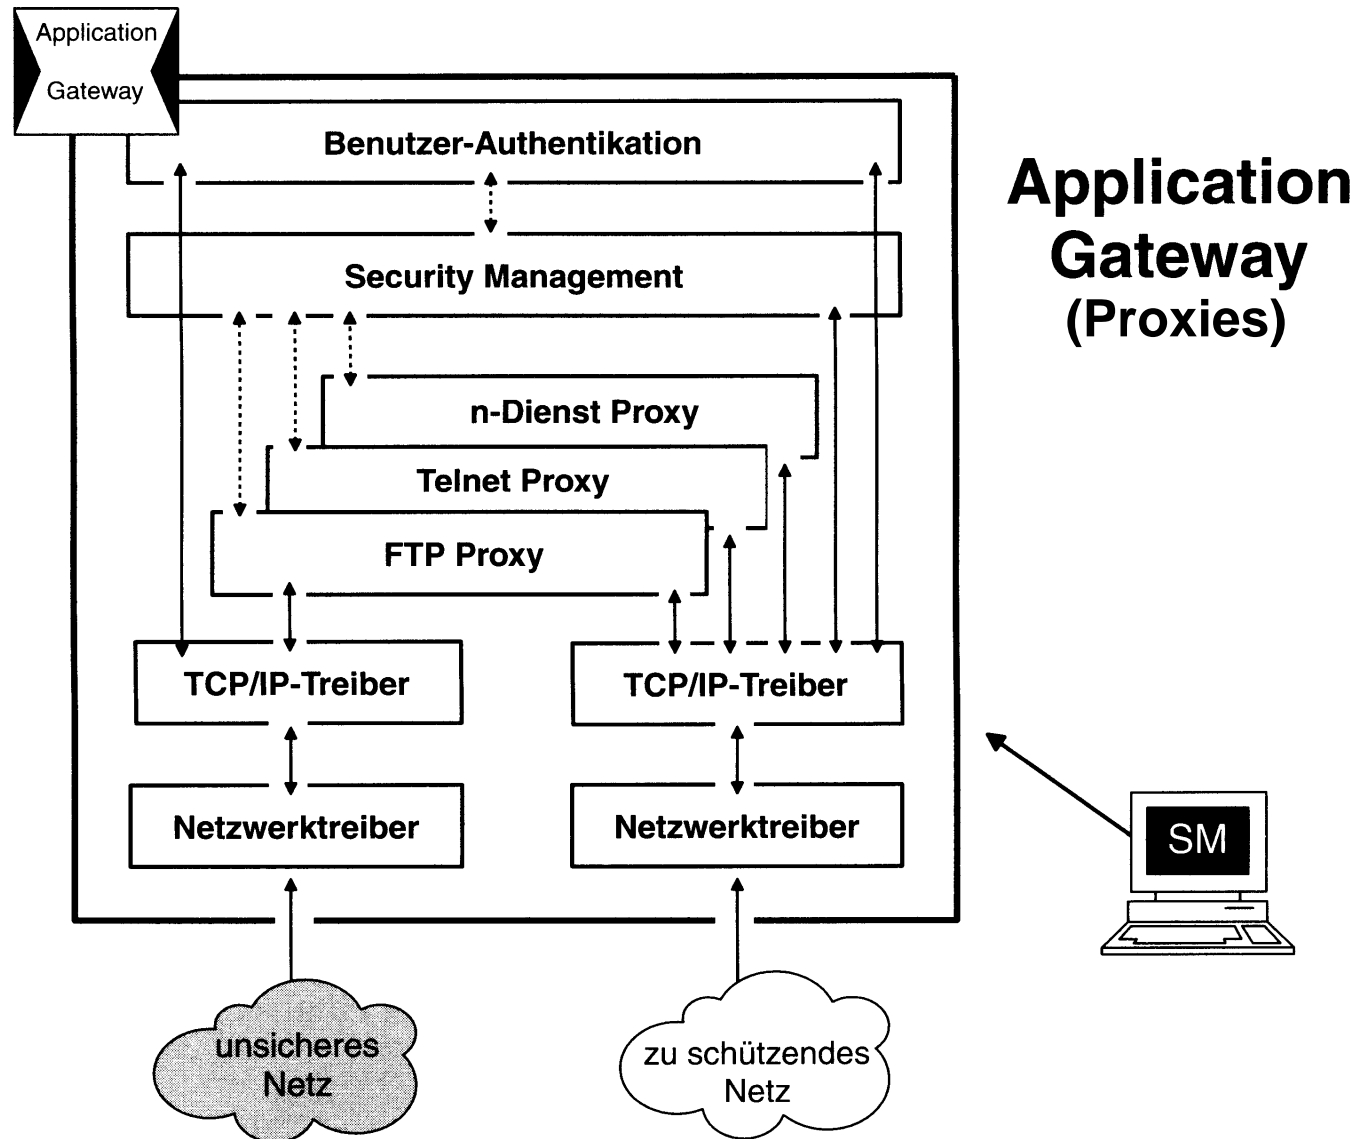 Application
Gateway
Benutzer-Authentikation
Application
Gateway
(Proxies)
Security Management
n-Dienst Proxy
Telnet Proxy
FTP Proxy
TCP/IP-Treiber
TCP/IP-Treiber
Netzwerktreiber
Netzwerktreiber
SM
unsicheres
Netz
zu schützendes
Netz